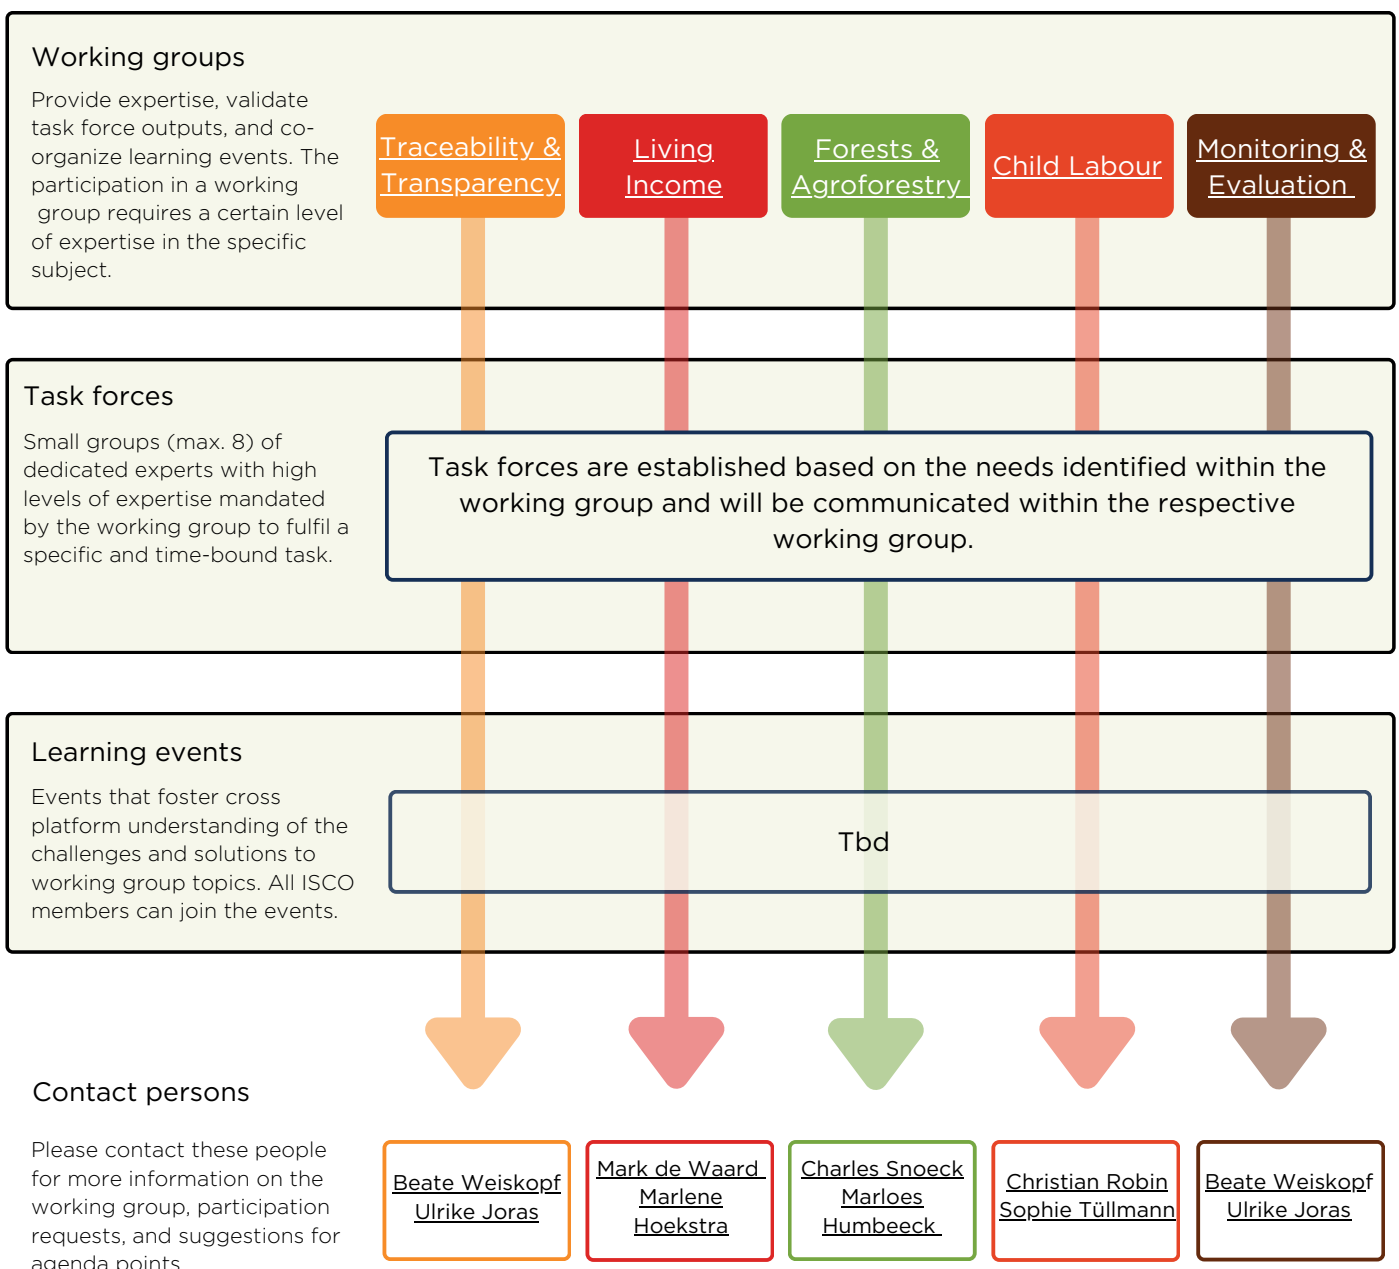 Working groups
Provide expertise, validate
task force outputs, and co-
organize learning events. The
participation in a working
group requires a certain level
of expertise in the specific
subject.
Traceability &
Transparency
Living
Income
Forests &
Agroforestry
Child Labour
Monitoring &
Evaluation
Task forces
Small groups (max. 8) of
dedicated experts with high
levels of expertise mandated
by the working group to fulfil a
specific and time-bound task.
Task forces are established based on the needs identified within the
working group and will be communicated within the respective
working group.
Learning events
Events that foster cross
platform understanding of the
challenges and solutions to
working group topics. All ISCO
members can join the events.
Tbd
Contact persons
Please contact these people
for more information on the
working group, participation
requests, and suggestions for
agenda points
Beate Weiskopf
Ulrike Joras
Mark de Waard
Marlene
Hoekstra
Charles Snoeck
Marloes
Humbeeck
Christian Robin
Sophie Tüllmann
Beate Weiskopf
Ulrike Joras